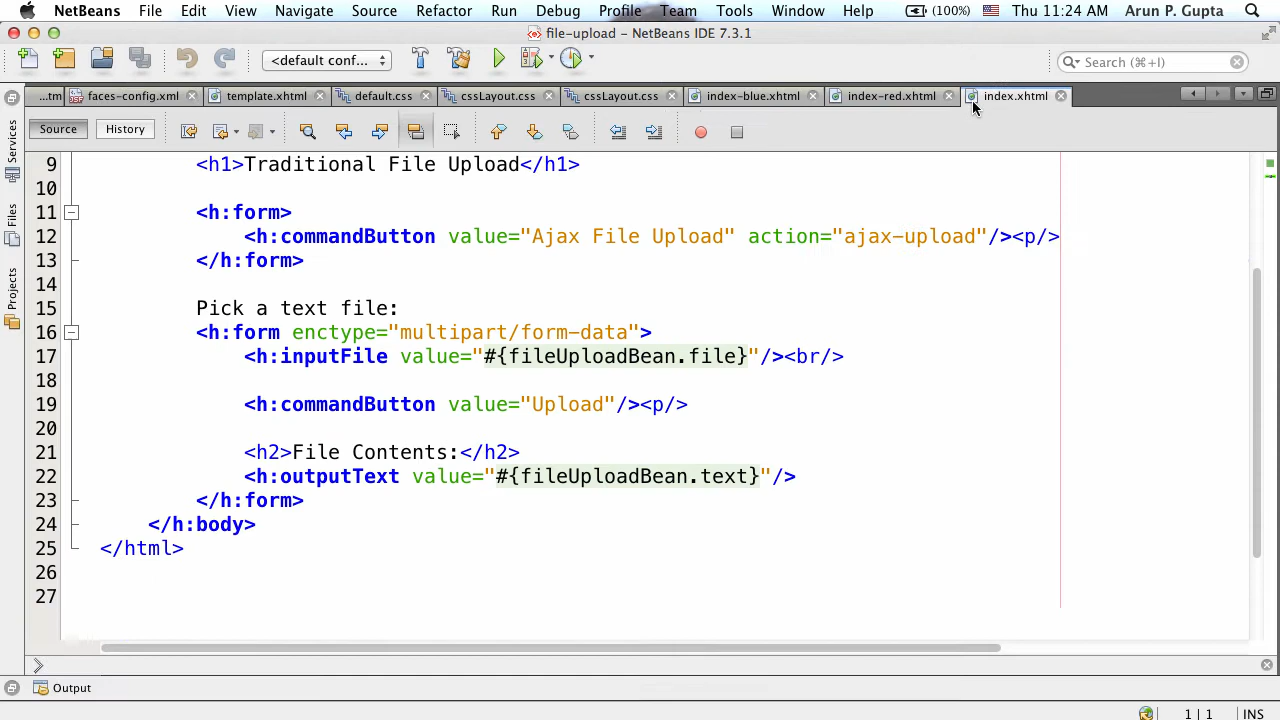 NetBeans File Edit View Navigate Source Refactor Run Debug Profile Team Tools Window Help (100%) Thu 11:24 AM Arun P. Gupta
file-upload – NetBeans IDE 7.3.1
<default conf... Search (⌘+I)
...tm faces-config.xml template.xhtml default.css cssLayout.css cssLayout.css index-blue.xhtml index-red.xhtml index.xhtml
Source History
Services
Files
Projects
9 <h1>Traditional File Upload</h1>
10
11 <h:form>
12 <h:commandButton value="Ajax File Upload" action="ajax-upload"/><p/>
13 </h:form>
14
15 Pick a text file:
16 <h:form enctype="multipart/form-data">
17 <h:inputFile value="#{fileUploadBean.file}"/><br/>
18
19 <h:commandButton value="Upload"/><p/>
20
21 <h2>File Contents:</h2>
22 <h:outputText value="#{fileUploadBean.text}"/>
23 </h:form>
24 </h:body>
25 </html>
26
27
Output
1 | 1 INS